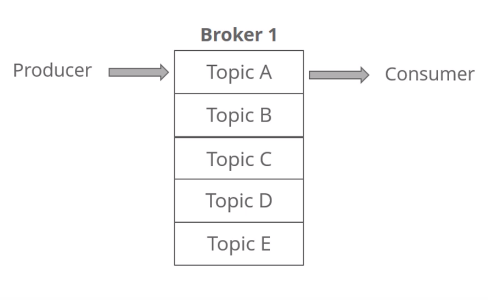 Broker 1
Producer
Topic A
Consumer
Topic B
Topic C
Topic D
Topic E